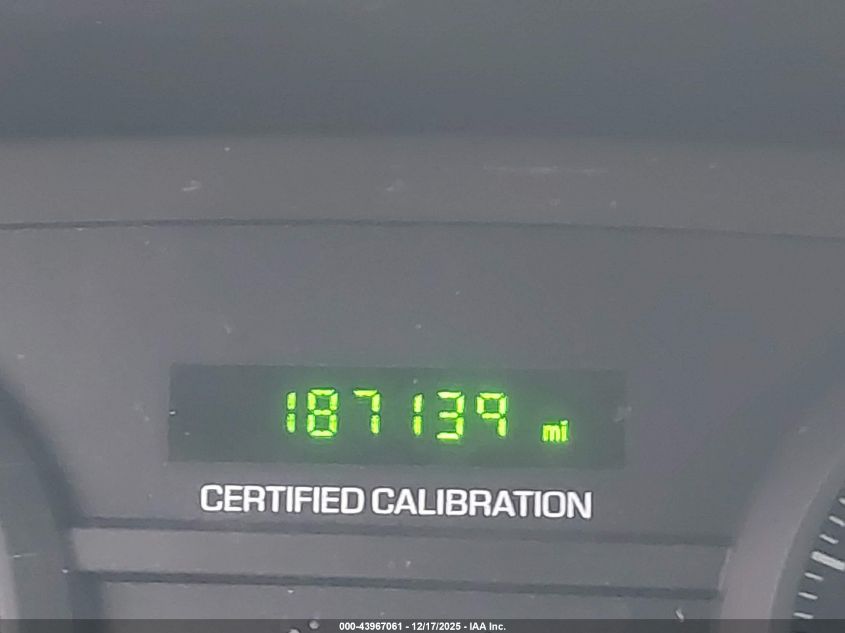 187139 mi
CERTIFIED CALIBRATION
000-43967061 - 12/17/2025 - IAA Inc.